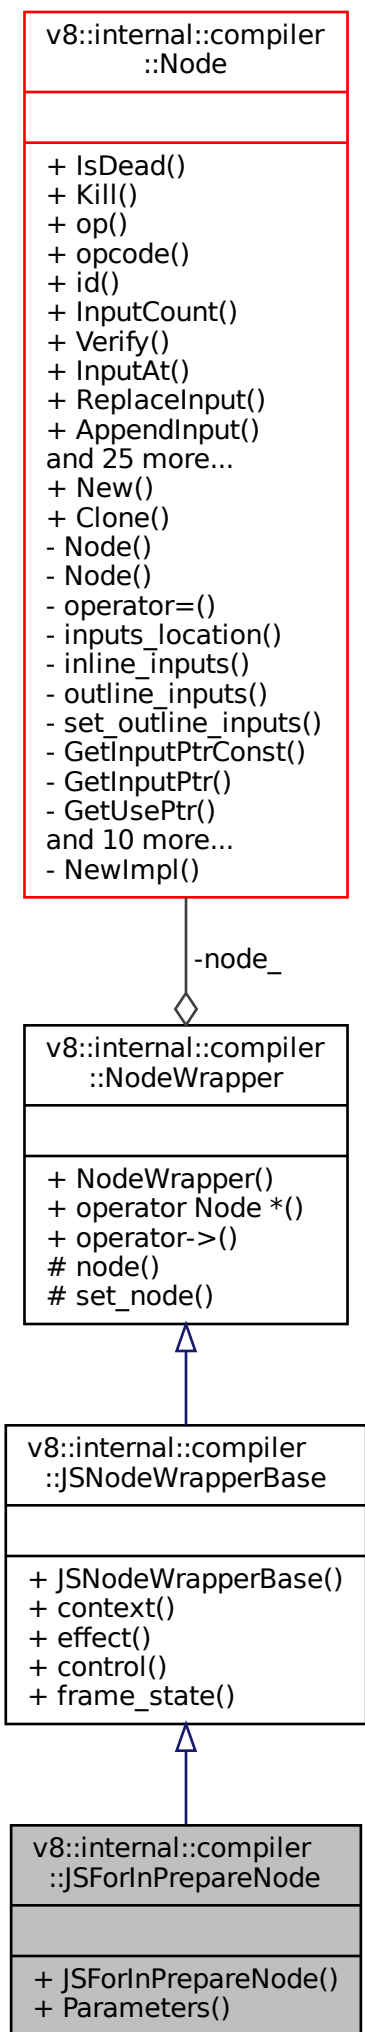 v8::internal::compiler
::Node
+ IsDead()
+ Kill()
+ op()
+ opcode()
+ id()
+ InputCount()
+ Verify()
+ InputAt()
+ ReplaceInput()
+ AppendInput()
and 25 more...
+ New()
+ Clone()
- Node()
- Node()
- operator=()
- inputs_location()
- inline_inputs()
- outline_inputs()
- set_outline_inputs()
- GetInputPtrConst()
- GetInputPtr()
- GetUsePtr()
and 10 more...
- NewImpl()
-node_
v8::internal::compiler
::NodeWrapper
+ NodeWrapper()
+ operator Node *()
+ operator->()
# node()
# set_node()
v8::internal::compiler
::JSNodeWrapperBase
+ JSNodeWrapperBase()
+ context()
+ effect()
+ control()
+ frame_state()
v8::internal::compiler
::JSForInPrepareNode
+ JSForInPrepareNode()
+ Parameters()